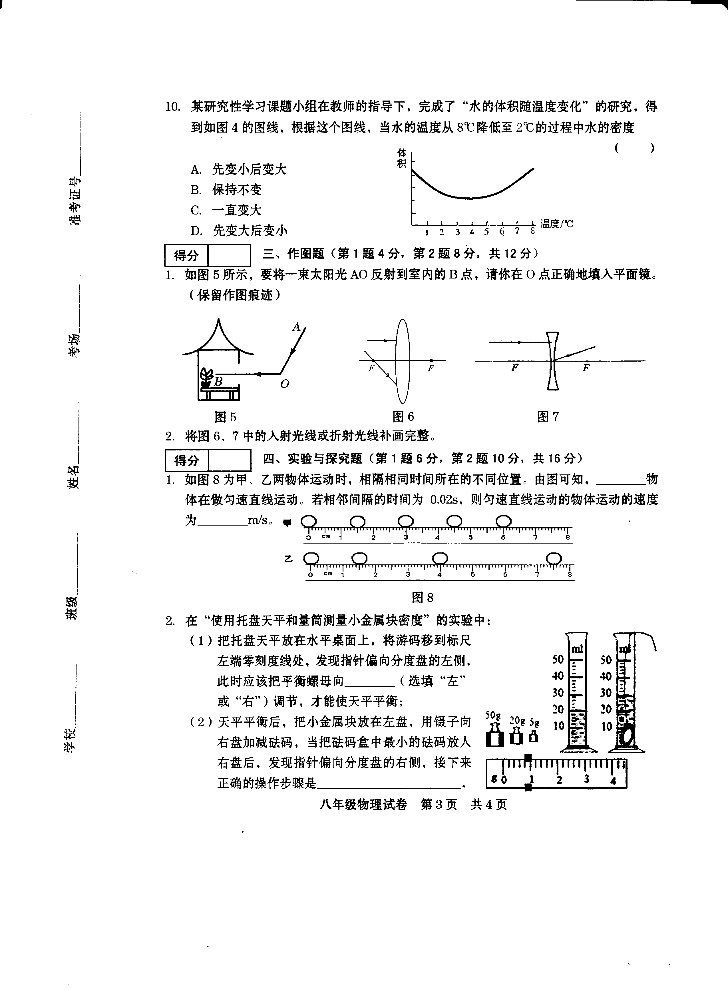 10. 某研究性学习课题小组在教师的指导下，完成了“水的体积随温度变化”的研究，得
到如图 4 的图线，根据这个图线，当水的温度从 8℃降低至 2℃的过程中水的密度
（　　）
A. 先变小后变大
B. 保持不变
C. 一直变大
D. 先变大后变小
体积
1 2 3 4 5 6 7 8 温度/℃
得分
三、作图题（第 1 题 4 分，第 2 题 8 分，共 12 分）
1. 如图 5 所示，要将一束太阳光 AO 反射到室内的 B 点，请你在 O 点正确地填入平面镜。
（保留作图痕迹）
A
B
O
F F
F F
图 5
图 6
图 7
2. 将图 6、7 中的入射光线或折射光线补画完整。
得分
四、实验与探究题（第 1 题 6 分，第 2 题 10 分，共 16 分）
1. 如图 8 为甲、乙两物体运动时，相隔相同时间所在的不同位置。由图可知，________物
体在做匀速直线运动。若相邻间隔的时间为 0.02s，则匀速直线运动的物体运动的速度
为________m/s。
甲
0 cm 1 2 3 4 5 6 7 8
乙
0 cm 1 2 3 4 5 6 7 8
图 8
2. 在“使用托盘天平和量筒测量小金属块密度”的实验中：
（1）把托盘天平放在水平桌面上，将游码移到标尺
左端零刻度线处，发现指针偏向分度盘的左侧，
此时应该把平衡螺母向________（选填“左”
或“右”）调节，才能使天平平衡；
（2）天平平衡后，把小金属块放在左盘，用镊子向
右盘加减砝码，当把砝码盒中最小的砝码放人
右盘后，发现指针偏向分度盘的右侧，接下来
正确的操作步骤是______________________，
50g 20g 5g
ml
50
40
30
20
10
ml
50
40
30
20
10
g 0 1 2 3 4
八年级物理试卷　第 3 页　共 4 页
准考证号________
考场________
姓名________
班级________
学校________